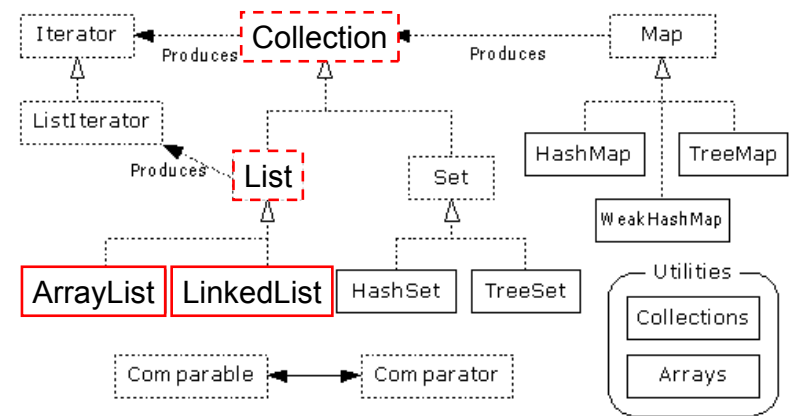 Iterator
Produces
Collection
Produces
Map
ListIterator
Produces
List
Set
HashMap
TreeMap
WeakHashMap
ArrayList
LinkedList
HashSet
TreeSet
Utilities
Collections
Arrays
Comparable
Comparator